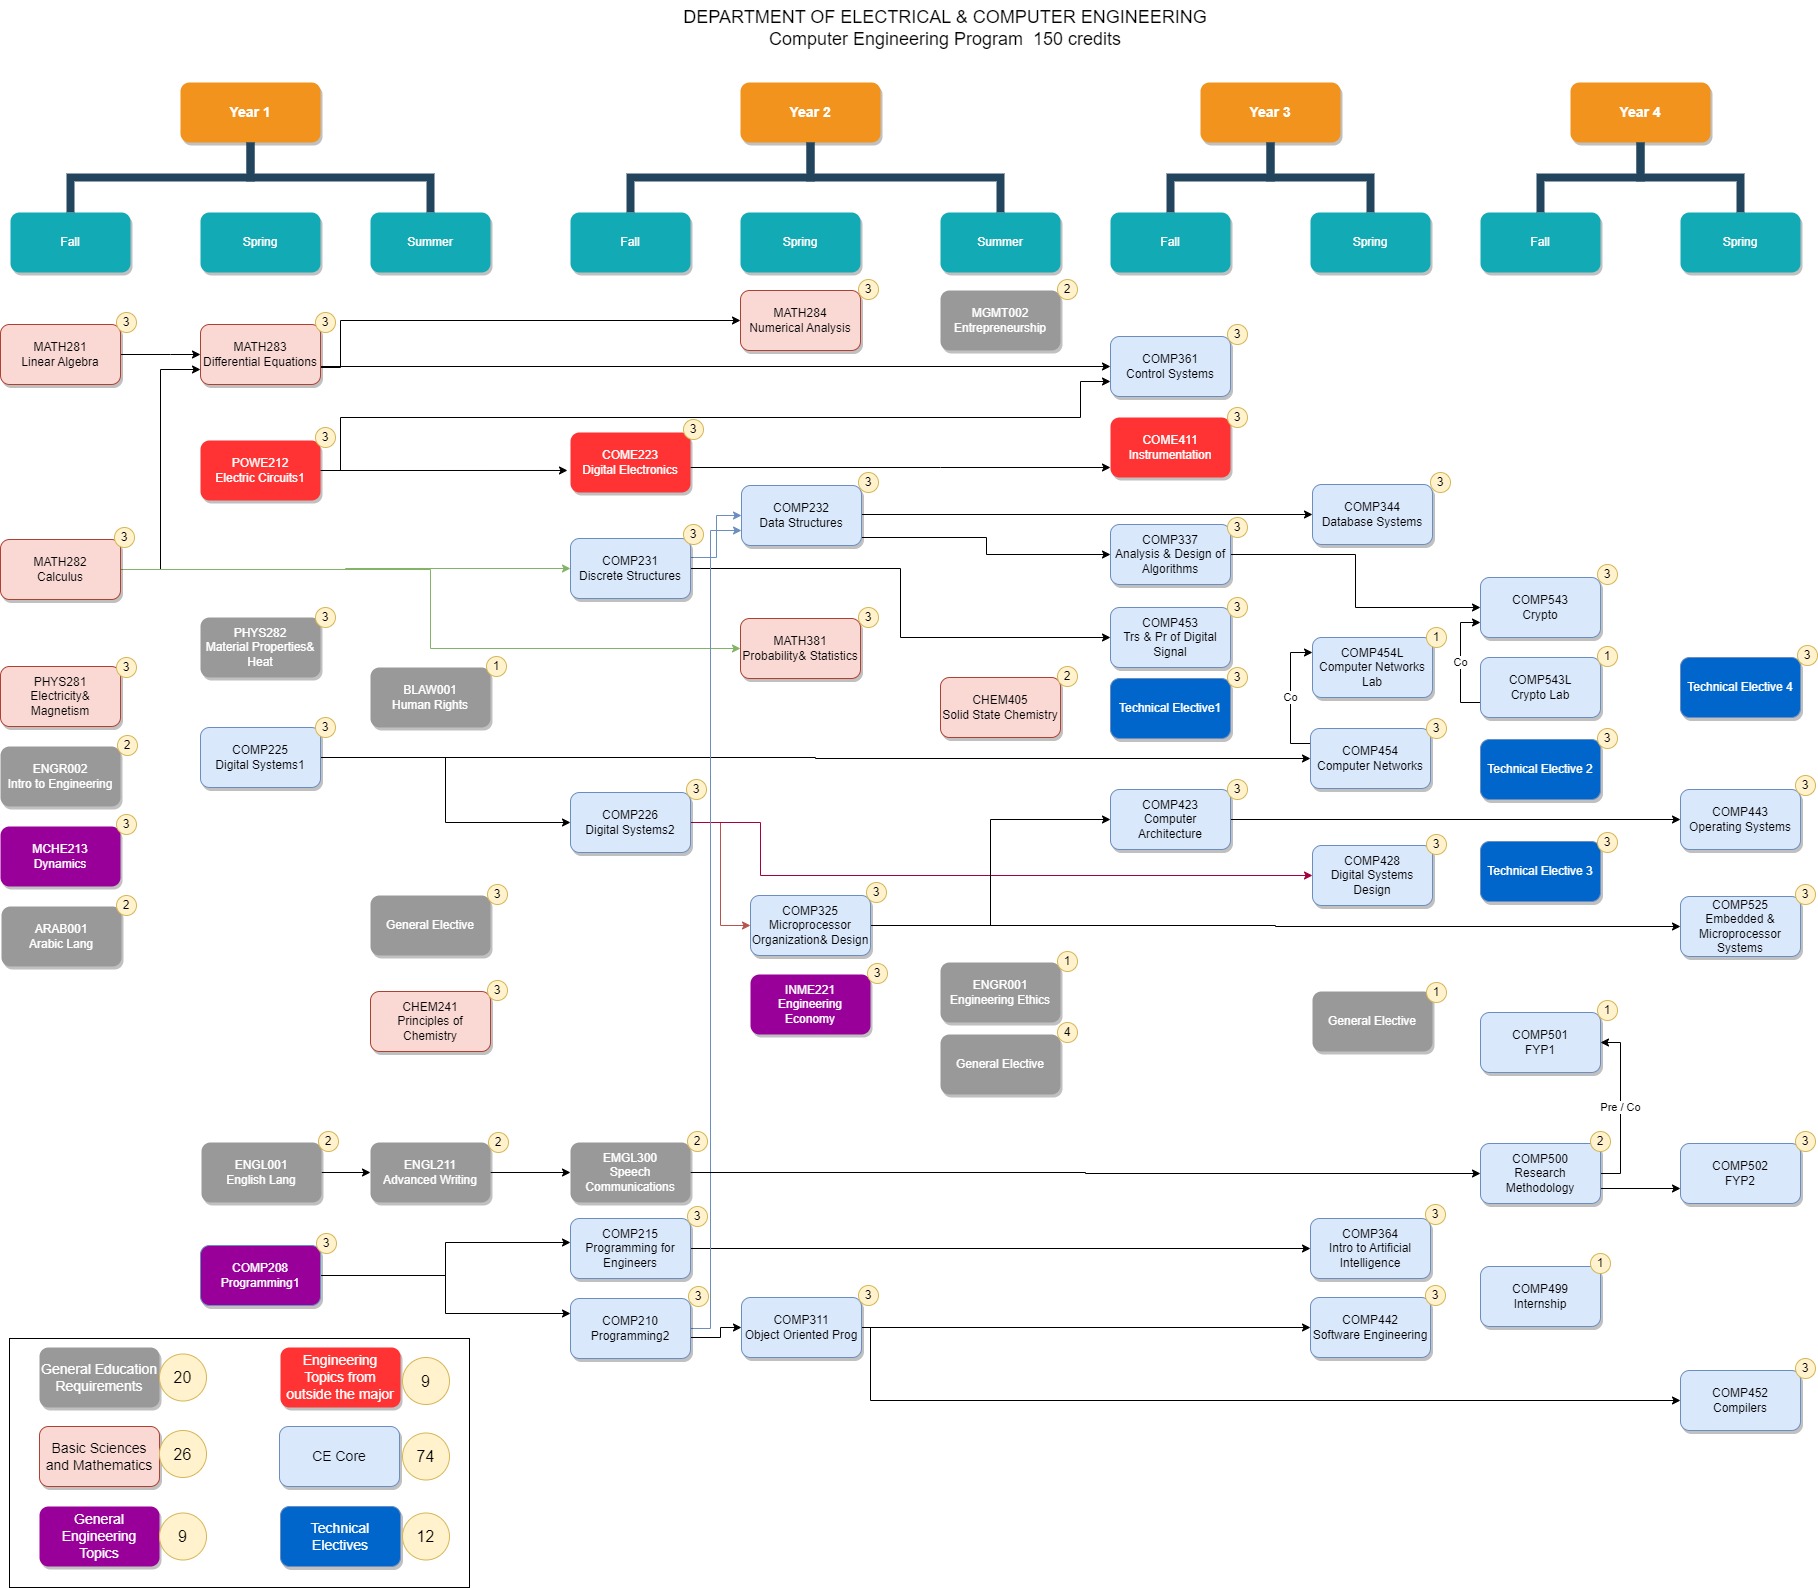 DEPARTMENT OF ELECTRICAL & COMPUTER ENGINEERING
Computer Engineering Program 150 credits
Year 1
Year 2
Year 3
Year 4
Fall
Spring
Summer
Fall
Spring
Summer
Fall
Spring
Fall
Spring
3
MATH281
Linear Algebra
3
MATH283
Differential Equations
3
MATH284
Numerical Analysis
2
MGMT002
Entrepreneurship
3
COMP361
Control Systems
3
POWE212
Electric Circuits1
3
COME223
Digital Electronics
3
COME411
Instrumentation
3
COMP232
Data Structures
3
COMP344
Database Systems
3
MATH282
Calculus
3
COMP231
Discrete Structures
3
COMP337
Analysis & Design of
Algorithms
3
COMP543
Crypto
3
PHYS282
Material Properties&
Heat
3
MATH381
Probability& Statistics
3
COMP453
Trs & Pr of Digital
Signal
1
COMP454L
Computer Networks
Lab
Co
Co
1
COMP543L
Crypto Lab
3
Technical Elective 4
3
PHYS281
Electricity&
Magnetism
1
BLAW001
Human Rights
2
CHEM405
Solid State Chemistry
3
Technical Elective1
2
ENGR002
Intro to Engineering
3
COMP225
Digital Systems1
3
COMP454
Computer Networks
3
Technical Elective 2
3
MCHE213
Dynamics
3
COMP226
Digital Systems2
3
COMP423
Computer
Architecture
3
COMP443
Operating Systems
3
COMP428
Digital Systems
Design
3
Technical Elective 3
2
ARAB001
Arabic Lang
3
General Elective
3
COMP325
Microprocessor
Organization& Design
3
COMP525
Embedded &
Microprocessor
Systems
3
CHEM241
Principles of
Chemistry
3
INME221
Engineering
Economy
1
ENGR001
Engineering Ethics
4
General Elective
1
General Elective
1
COMP501
FYP1
Pre / Co
2
ENGL001
English Lang
2
ENGL211
Advanced Writing
2
EMGL300
Speech
Communications
2
COMP500
Research
Methodology
3
COMP502
FYP2
3
COMP208
Programming1
3
COMP215
Programming for
Engineers
3
COMP364
Intro to Artificial
Intelligence
1
COMP499
Internship
3
COMP210
Programming2
3
COMP311
Object Oriented Prog
3
COMP442
Software Engineering
3
COMP452
Compilers
General Education
Requirements
20
Engineering
Topics from
outside the major
9
Basic Sciences
and Mathematics
26
CE Core
74
General
Engineering
Topics
9
Technical
Electives
12